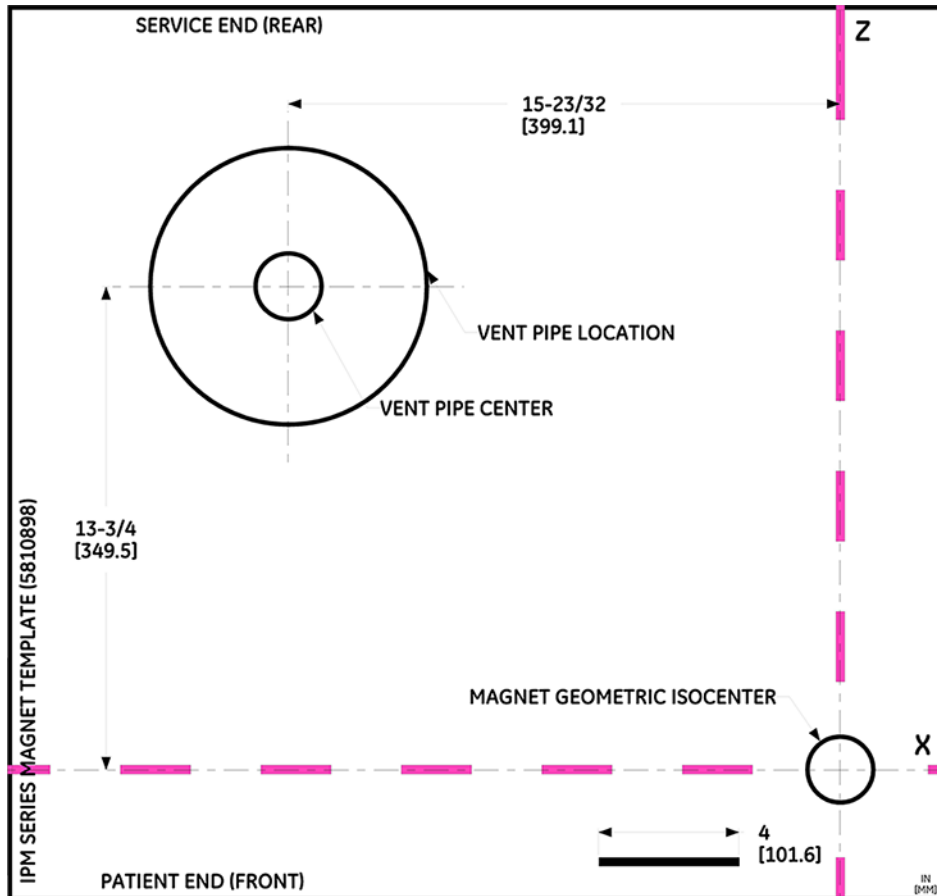 SERVICE END (REAR)
Z
15-23/32
[399.1]
VENT PIPE LOCATION
VENT PIPE CENTER
13-3/4
[349.5]
IPM SERIES MAGNET TEMPLATE (5810898)
MAGNET GEOMETRIC ISOCENTER
X
4
[101.6]
PATIENT END (FRONT)
IN
[MM]